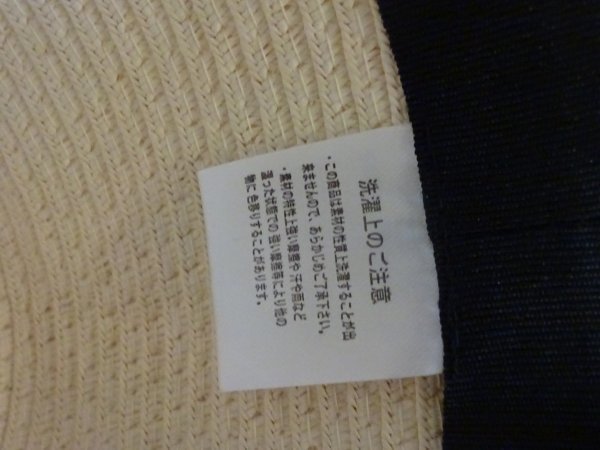 洗濯上のご注意
・この商品は素材の性質上洗濯することが出
来ませんので、あらかじめご了承下さい。
・素材の特性上強い摩擦や汗や雨など
湿った状態での強い摩擦等により他の
物に色移りすることがあります。